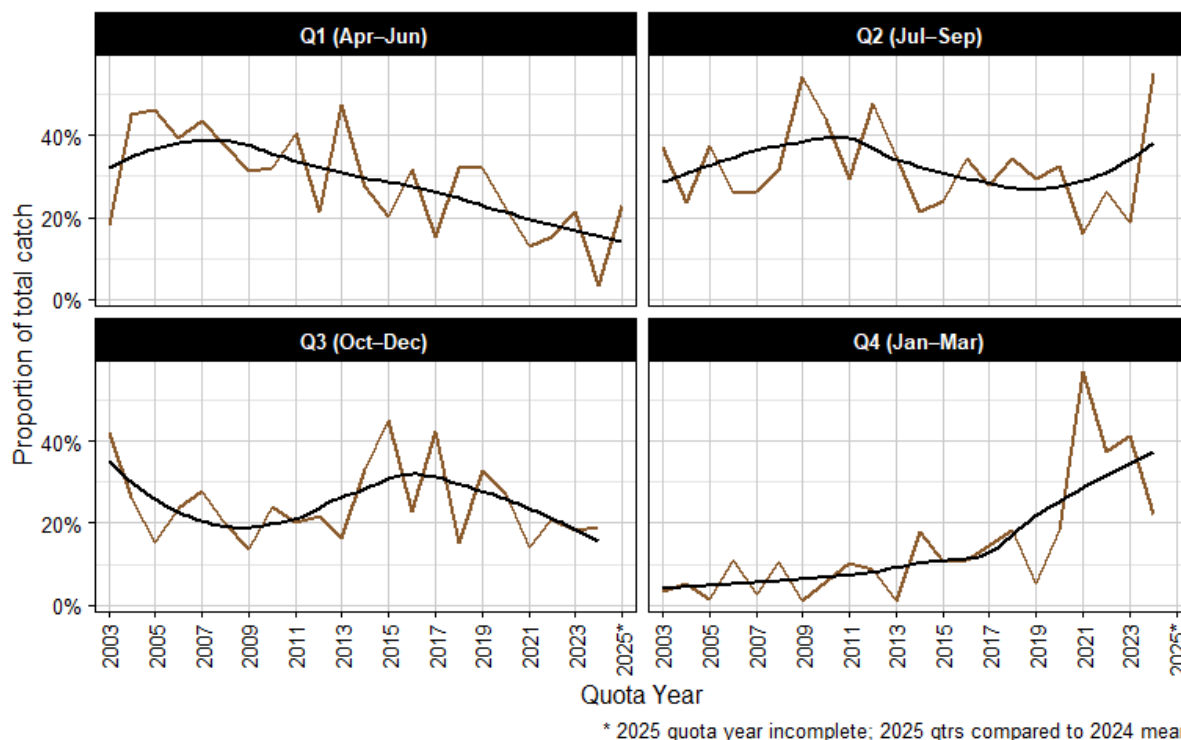 Q1 (Apr–Jun)
Q2 (Jul–Sep)
40%
20%
0%
Q3 (Oct–Dec)
Q4 (Jan–Mar)
40%
20%
0%
Proportion of total catch
2003 2005 2007 2009 2011 2013 2015 2017 2019 2021 2023 2025*
2003 2005 2007 2009 2011 2013 2015 2017 2019 2021 2023 2025*
Quota Year
* 2025 quota year incomplete; 2025 qtrs compared to 2024 mean